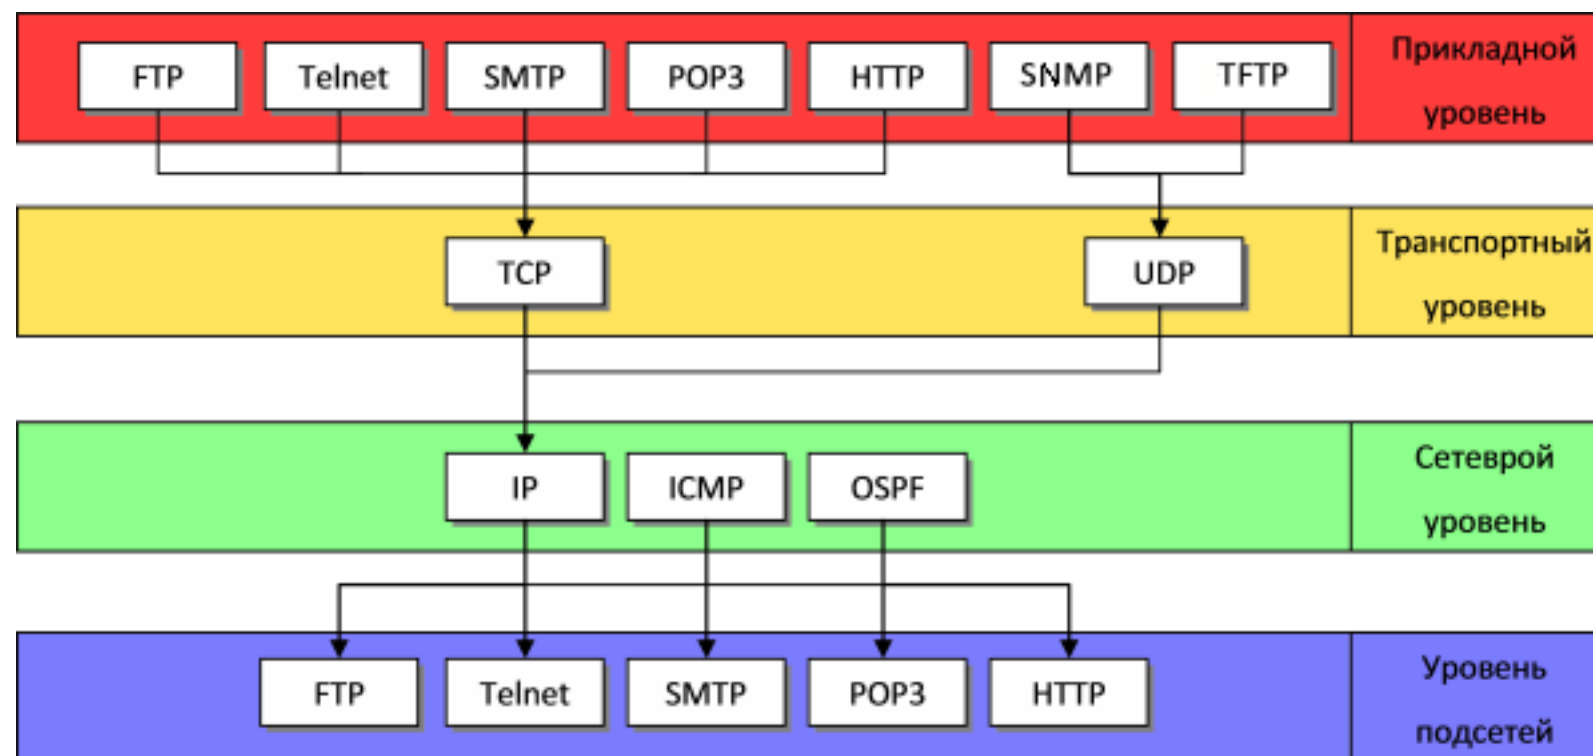 FTP Telnet SMTP POP3 HTTP SNMP TFTP
Прикладной
уровень
TCP UDP
Транспортный
уровень
IP ICMP OSPF
Сетеврой
уровень
FTP Telnet SMTP POP3 HTTP
Уровень
подсетей